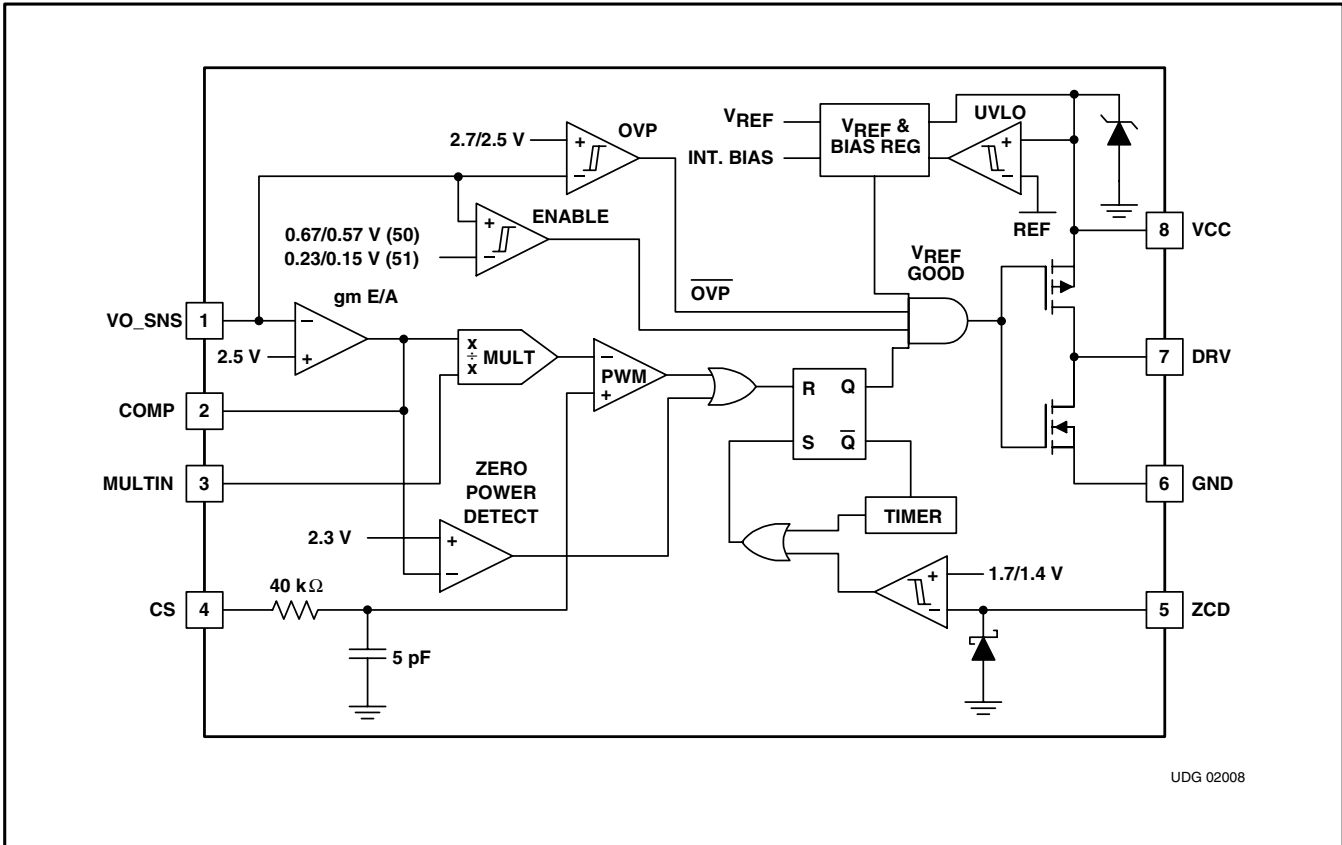 VREF
INT. BIAS
VREF &
BIAS REG
UVLO
+
−
REF
2.7/2.5 V
OVP
+
−
ENABLE
+
−
0.67/0.57 V (50)
0.23/0.15 V (51)
8 VCC
VREF
GOOD
OVP
gm E/A
VO_SNS 1
−
+
2.5 V
x
÷
x
MULT
−
PWM
+
7 DRV
R Q
S Q
COMP 2
MULTIN 3
ZERO
POWER
DETECT
6 GND
TIMER
2.3 V
+
−
1.7/1.4 V
+
−
40 kΩ
CS 4
5 ZCD
5 pF
UDG 02008